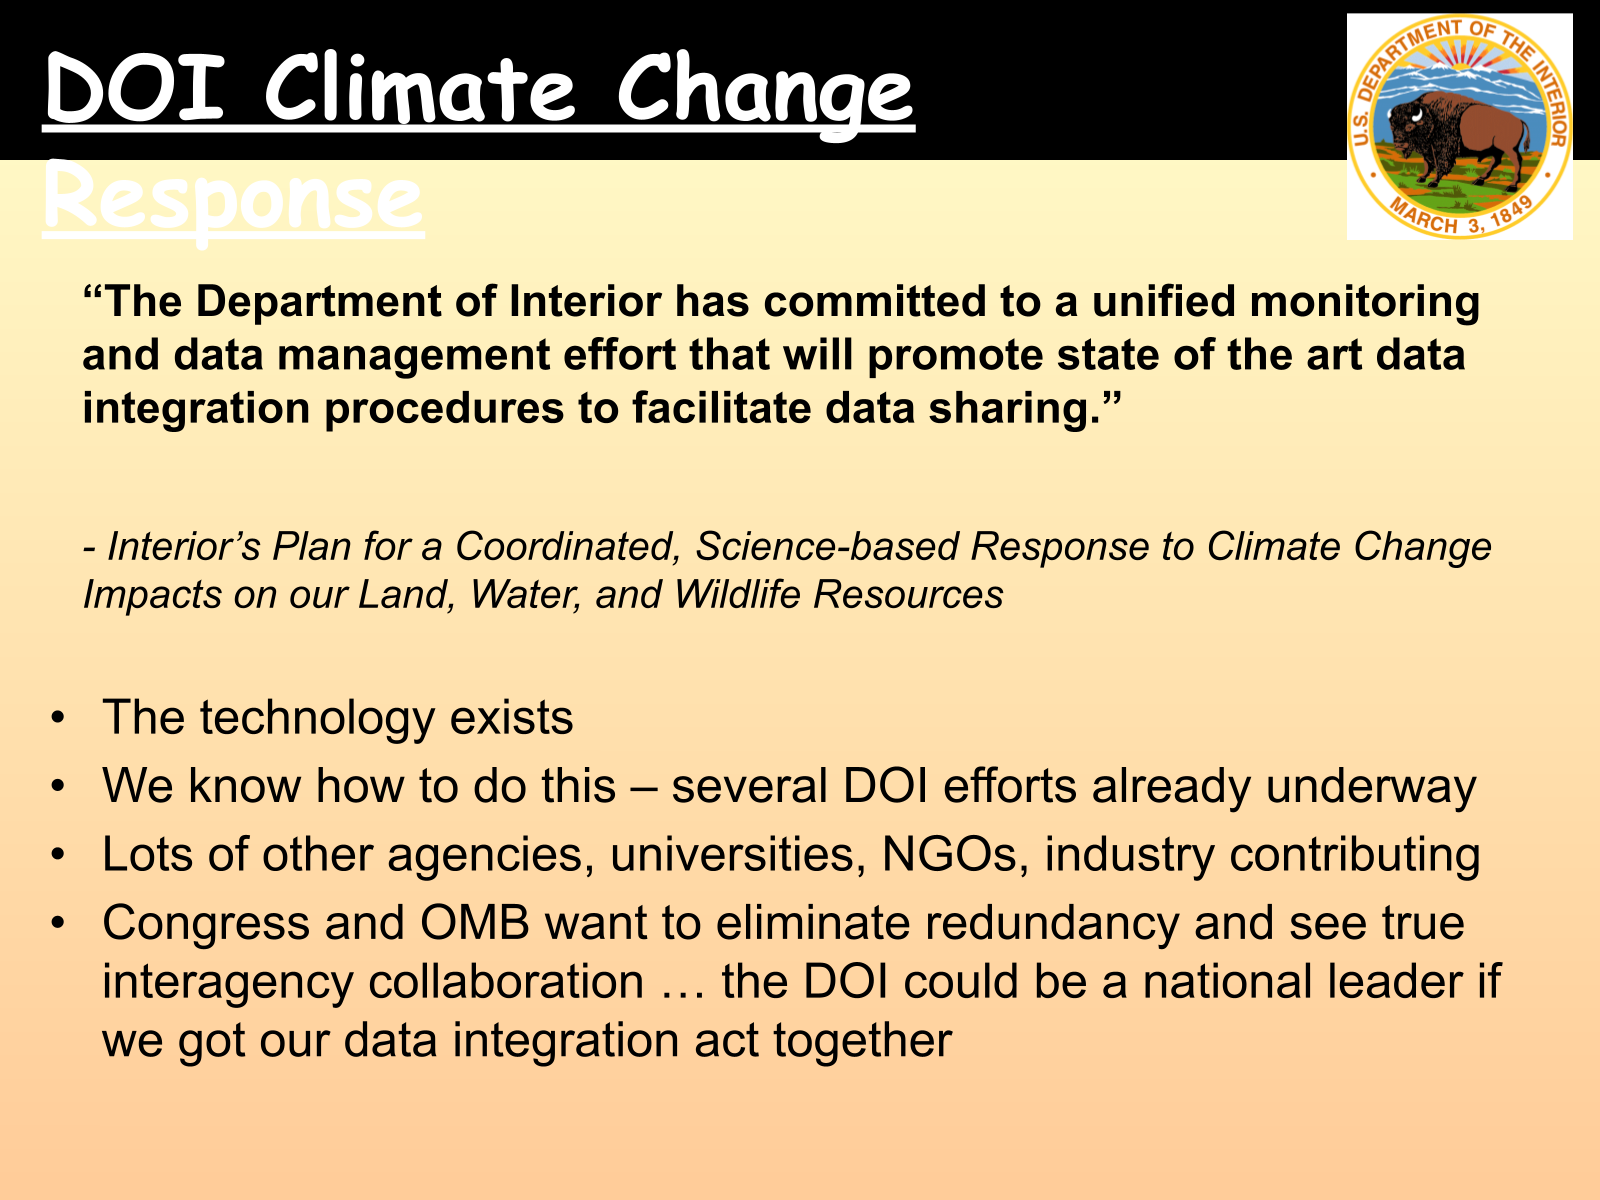 DOI Climate Change
Response
U.S. DEPARTMENT OF THE INTERIOR
MARCH 3, 1849
“The Department of Interior has committed to a unified monitoring
and data management effort that will promote state of the art data
integration procedures to facilitate data sharing.”
- Interior’s Plan for a Coordinated, Science-based Response to Climate Change
Impacts on our Land, Water, and Wildlife Resources
• The technology exists
• We know how to do this – several DOI efforts already underway
• Lots of other agencies, universities, NGOs, industry contributing
• Congress and OMB want to eliminate redundancy and see true
interagency collaboration … the DOI could be a national leader if
we got our data integration act together